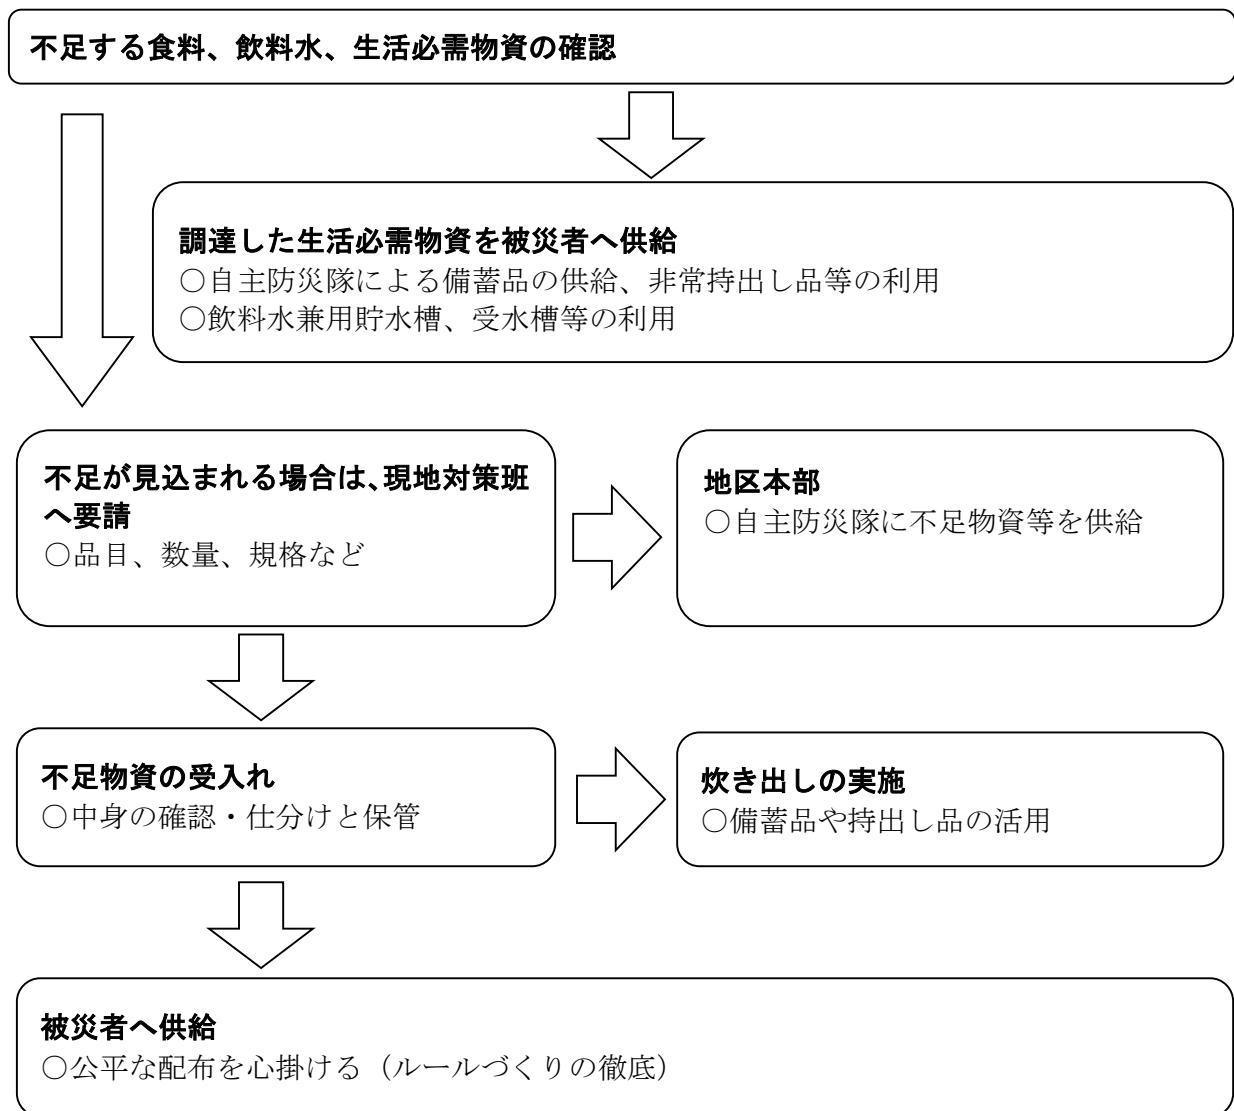 不足する食料、飲料水、生活必需物資の確認
調達した生活必需物資を被災者へ供給
○自主防災隊による備蓄品の供給、非常持出し品等の利用
○飲料水兼用貯水槽、受水槽等の利用
不足が見込まれる場合は、現地対策班
へ要請
○品目、数量、規格など
地区本部
○自主防災隊に不足物資等を供給
不足物資の受入れ
○中身の確認・仕分けと保管
炊き出しの実施
○備蓄品や持出し品の活用
被災者へ供給
○公平な配布を心掛ける（ルールづくりの徹底）